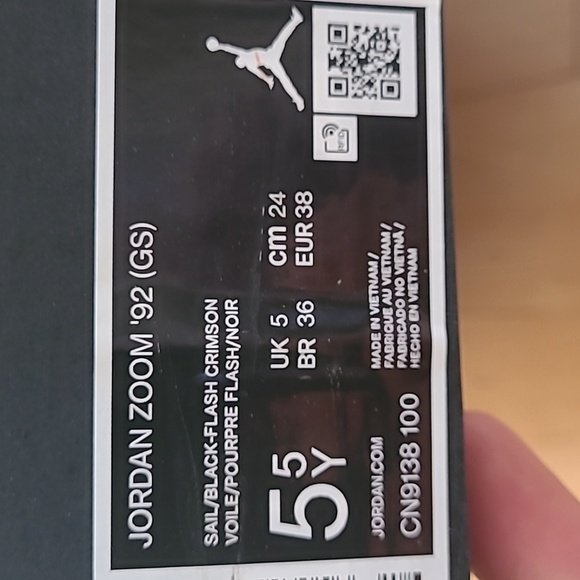 JORDAN ZOOM '92 (GS)
SAIL/BLACK-FLASH CRIMSON
VOILE/POURPRE FLASH/NOIR
5 5Y
UK 5 cm 24
BR 36 EUR 38
JORDAN.COM
CN9138 100
MADE IN VIETNAM /
FABRIQUE AU VIETNAM /
FABRICADO NO VIETNÃ /
HECHO EN VIETNAM